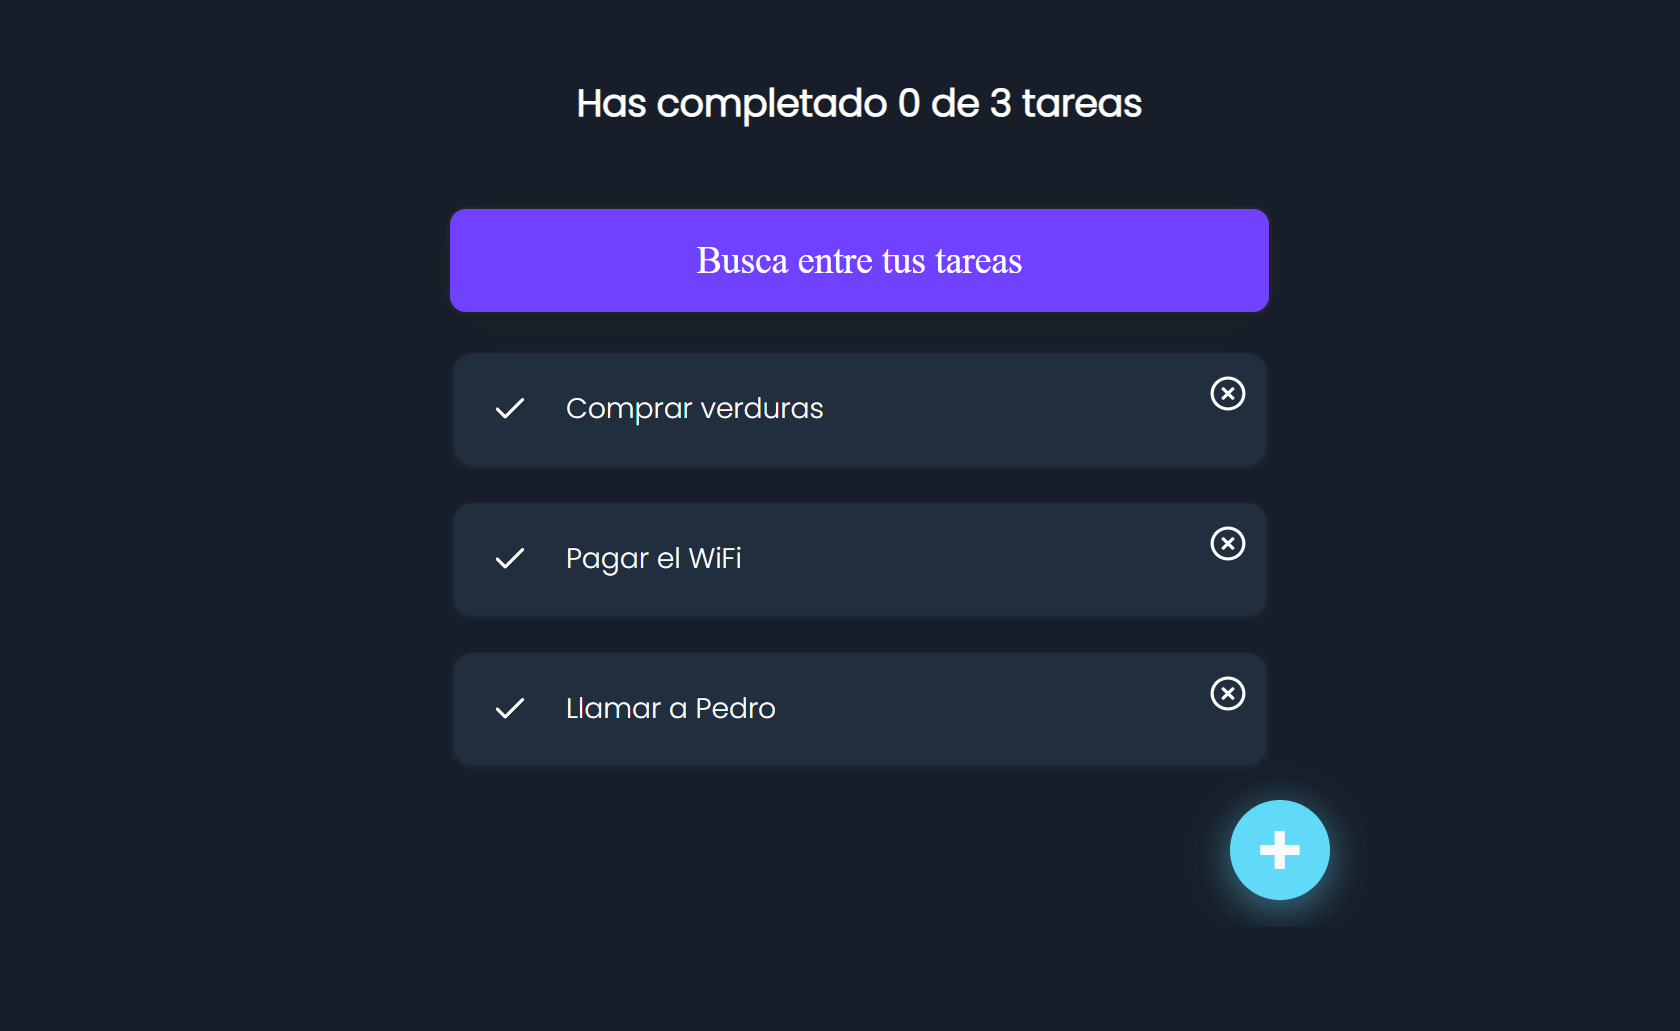 Has completado 0 de 3 tareas
Busca entre tus tareas
Comprar verduras
Pagar el WiFi
Llamar a Pedro